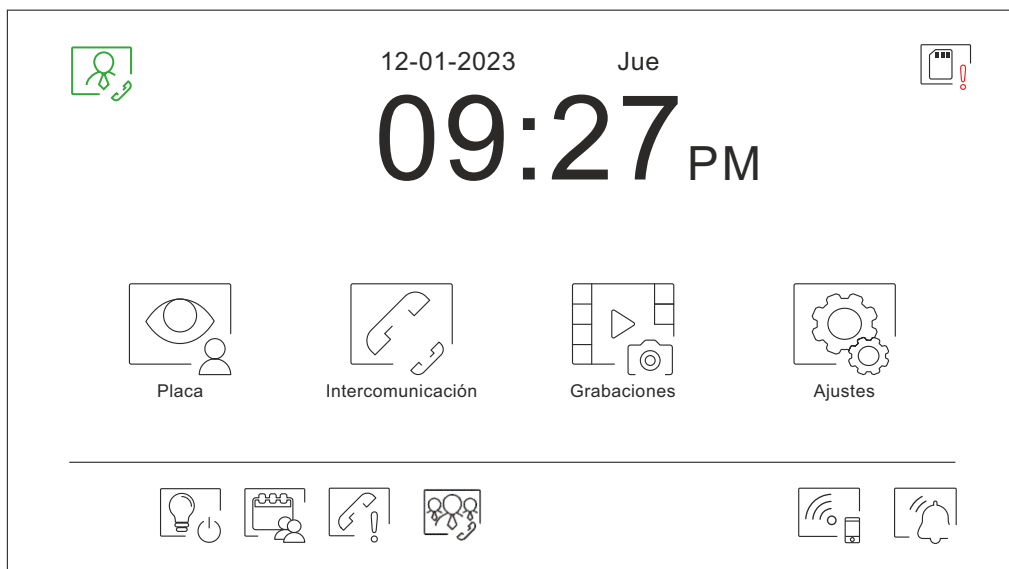 12-01-2023 Jue
09:27 PM
Placa
Intercomunicación
Grabaciones
Ajustes